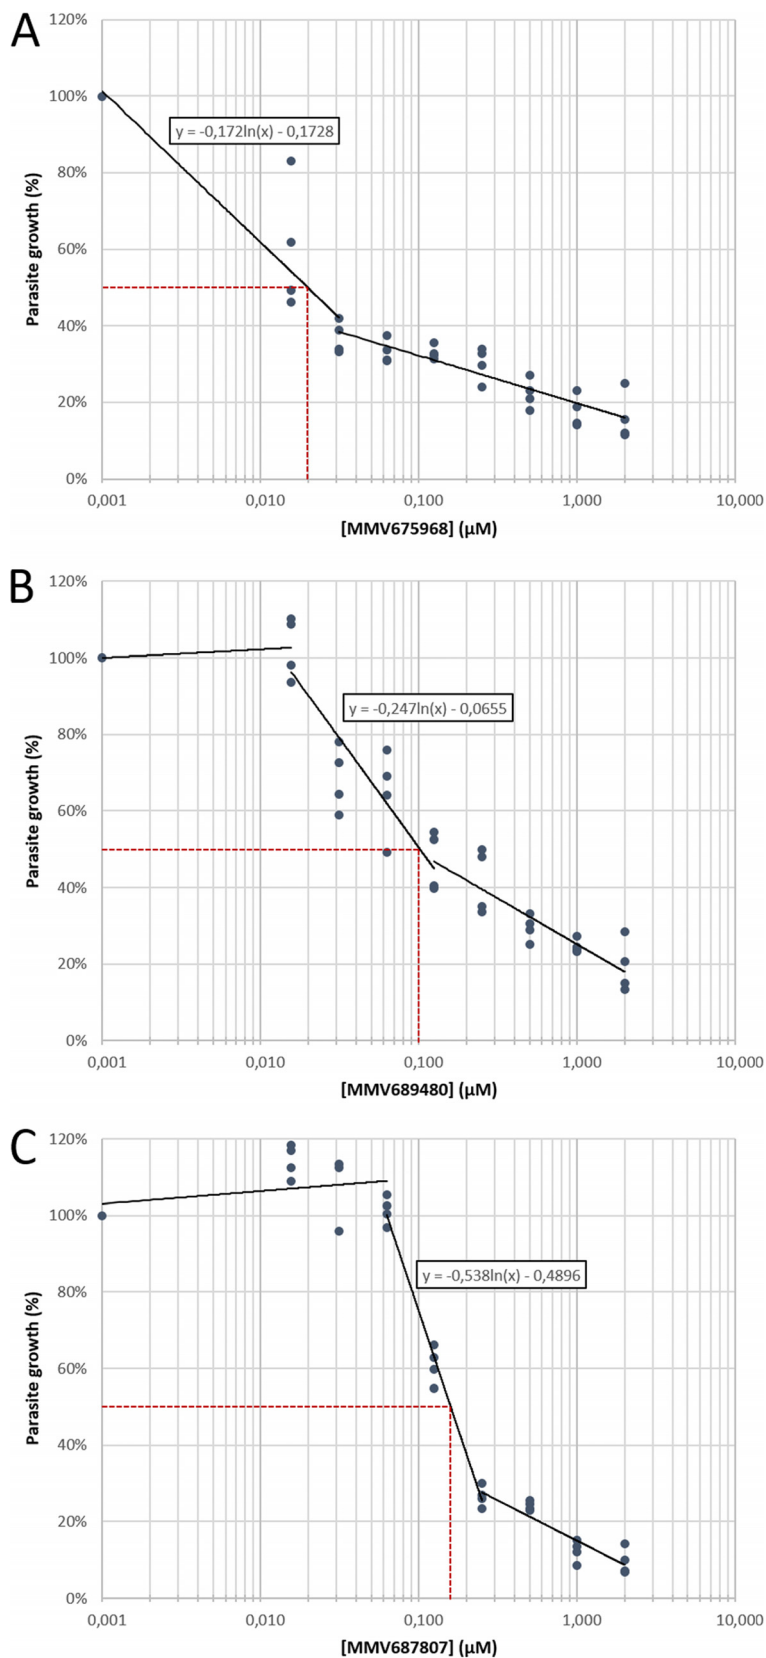 A
120%
100%
80%
60%
40%
20%
0%
Parasite growth (%)
y = -0,172ln(x) - 0,1728
0,001 0,010 0,100 1,000 10,000
[MMV675968] (µM)
B
120%
100%
80%
60%
40%
20%
0%
Parasite growth (%)
y = -0,247ln(x) - 0,0655
0,001 0,010 0,100 1,000 10,000
[MMV689480] (µM)
C
120%
100%
80%
60%
40%
20%
0%
Parasite growth (%)
y = -0,538ln(x) - 0,4896
0,001 0,010 0,100 1,000 10,000
[MMV687807] (µM)